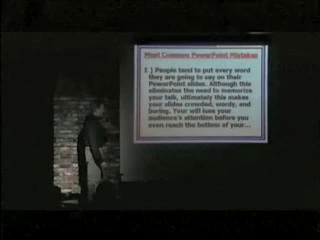 Most Common PowerPoint Mistakes
1 ) People tend to put every word
they are going to say on their
PowerPoint slides. Although this
eliminates the need to memorize
your talk, ultimately this makes
your slides crowded, wordy, and
boring. Your will lose your
audience's attention before you
even reach the bottom of your...